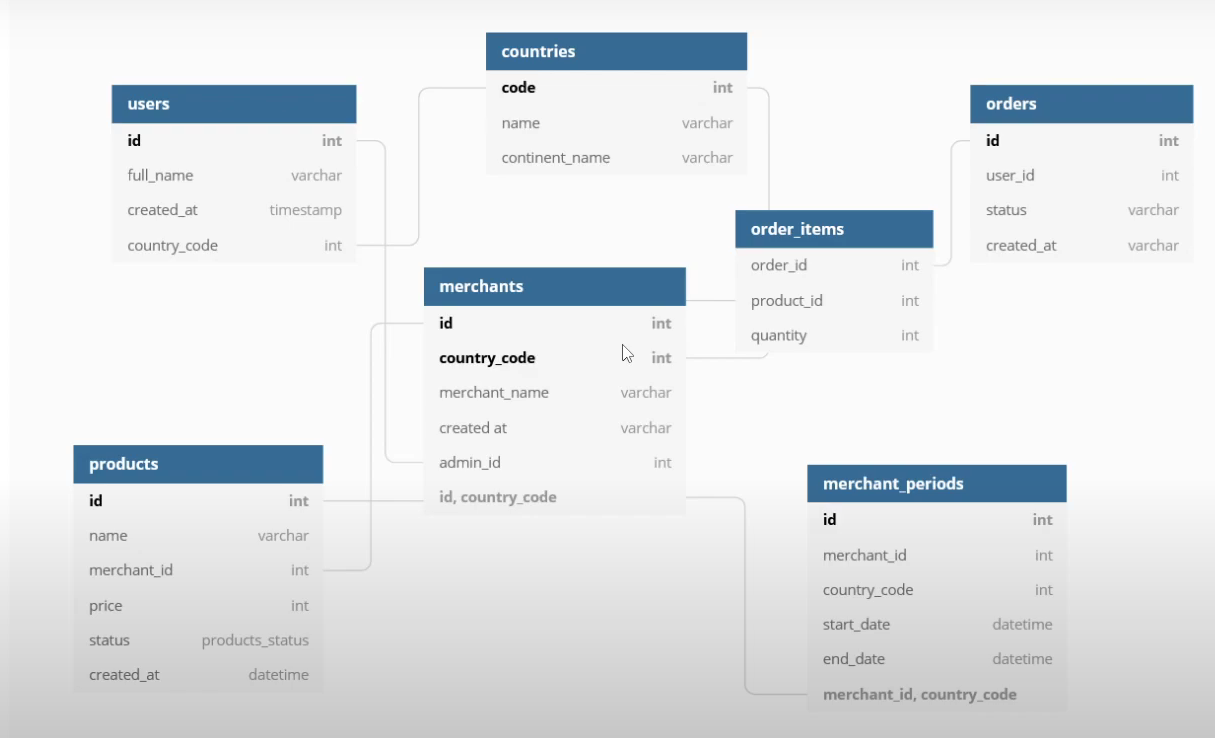 countries
code int
name varchar
continent_name varchar
users
id int
full_name varchar
created_at timestamp
country_code int
orders
id int
user_id int
status varchar
created_at varchar
order_items
order_id int
product_id int
quantity int
merchants
id int
country_code int
merchant_name varchar
created at varchar
admin_id int
id, country_code
products
id int
name varchar
merchant_id int
price int
status products_status
created_at datetime
merchant_periods
id int
merchant_id int
country_code int
start_date datetime
end_date datetime
merchant_id, country_code